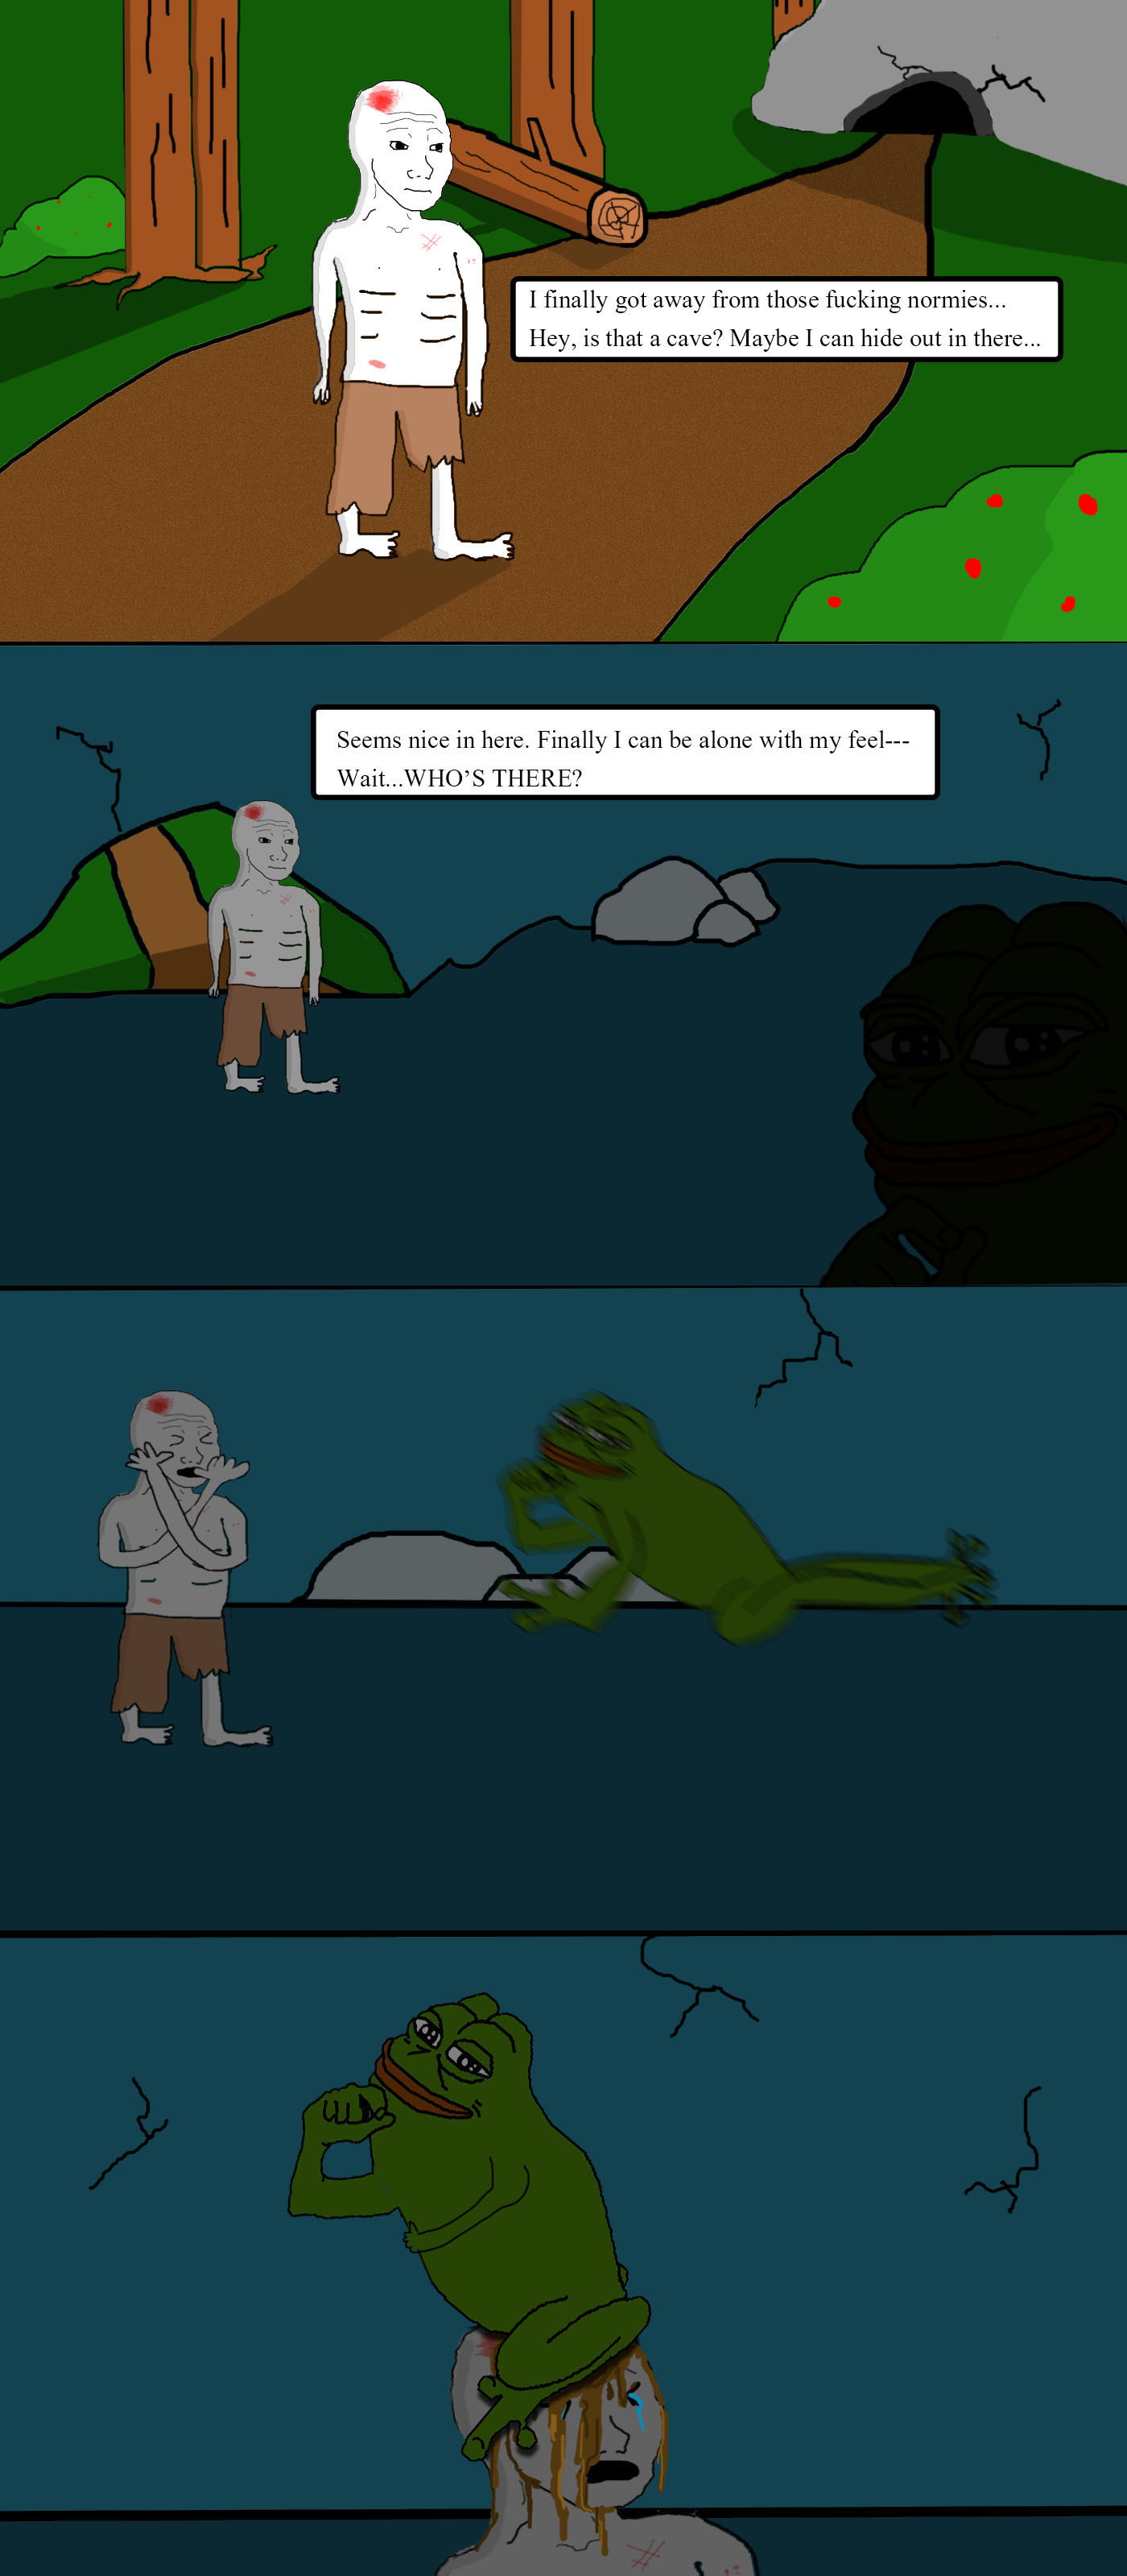 I finally got away from those fucking normies...
Hey, is that a cave? Maybe I can hide out in there...
Seems nice in here. Finally I can be alone with my feel---
Wait...WHO’S THERE?